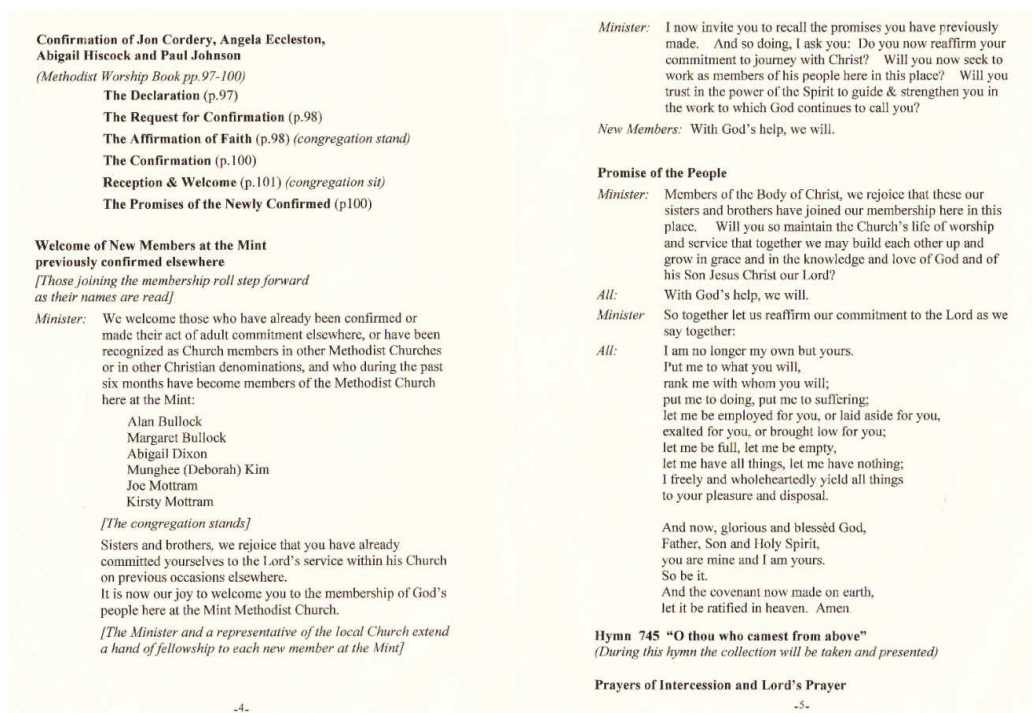 Confirmation of Jon Cordery, Angela Eccleston,
Abigail Hiscock and Paul Johnson
(Methodist Worship Book pp.97-100)
The Declaration (p.97)
The Request for Confirmation (p.98)
The Affirmation of Faith (p.98) (congregation stand)
The Confirmation (p.100)
Reception & Welcome (p.101) (congregation sit)
The Promises of the Newly Confirmed (p100)
Welcome of New Members at the Mint
previously confirmed elsewhere
[Those joining the membership roll step forward
as their names are read]
Minister: We welcome those who have already been confirmed or
made their act of adult commitment elsewhere, or have been
recognized as Church members in other Methodist Churches
or in other Christian denominations, and who during the past
six months have become members of the Methodist Church
here at the Mint:
Alan Bullock
Margaret Bullock
Abigail Dixon
Munghee (Deborah) Kim
Joe Mottram
Kirsty Mottram
[The congregation stands]
Sisters and brothers, we rejoice that you have already
committed yourselves to the Lord's service within his Church
on previous occasions elsewhere.
It is now our joy to welcome you to the membership of God's
people here at the Mint Methodist Church.
[The Minister and a representative of the local Church extend
a hand of fellowship to each new member at the Mint]
-4-
Minister: I now invite you to recall the promises you have previously
made. And so doing, I ask you: Do you now reaffirm your
commitment to journey with Christ? Will you now seek to
work as members of his people here in this place? Will you
trust in the power of the Spirit to guide & strengthen you in
the work to which God continues to call you?
New Members: With God's help, we will.
Promise of the People
Minister: Members of the Body of Christ, we rejoice that these our
sisters and brothers have joined our membership here in this
place. Will you so maintain the Church's life of worship
and service that together we may build each other up and
grow in grace and in the knowledge and love of God and of
his Son Jesus Christ our Lord?
All: With God's help, we will.
Minister So together let us reaffirm our commitment to the Lord as we
say together:
All: I am no longer my own but yours.
Put me to what you will,
rank me with whom you will;
put me to doing, put me to suffering;
let me be employed for you, or laid aside for you,
exalted for you, or brought low for you;
let me be full, let me be empty,
let me have all things, let me have nothing;
I freely and wholeheartedly yield all things
to your pleasure and disposal.
And now, glorious and blessèd God,
Father, Son and Holy Spirit,
you are mine and I am yours.
So be it.
And the covenant now made on earth,
let it be ratified in heaven. Amen
Hymn 745 “O thou who camest from above”
(During this hymn the collection will be taken and presented)
Prayers of Intercession and Lord's Prayer
-5-